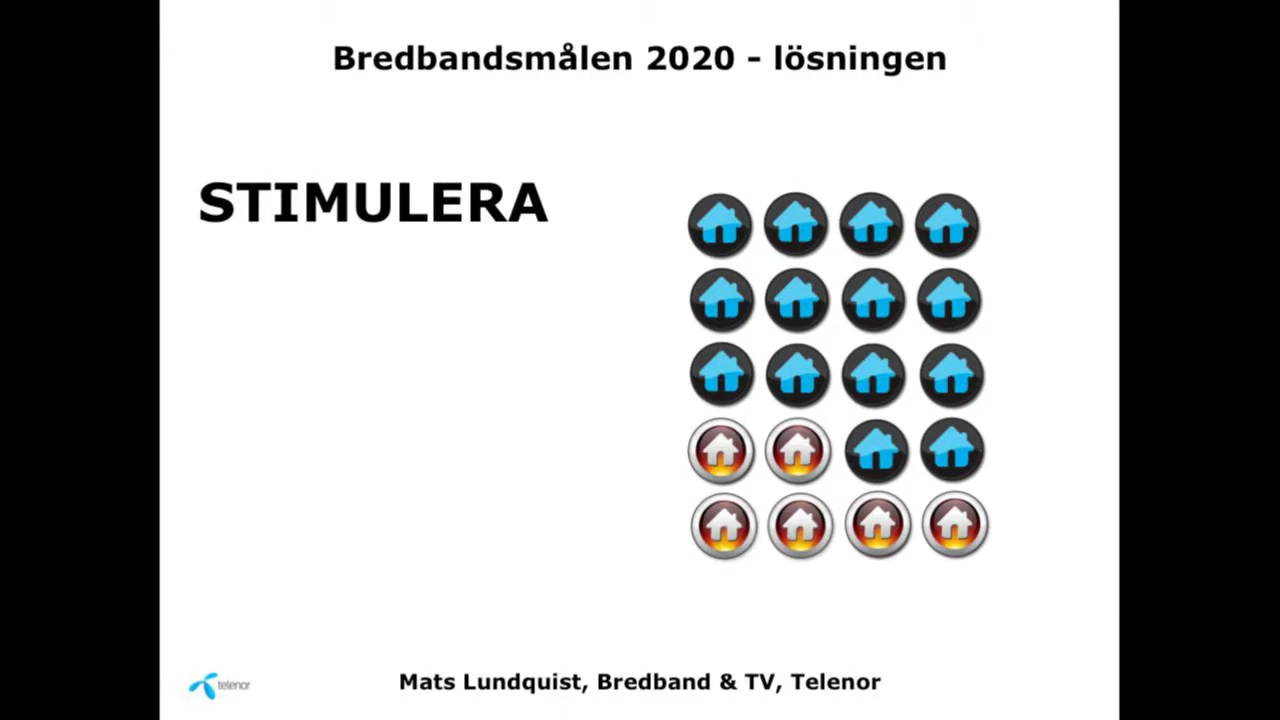 Bredbandsmålen 2020 - lösningen
STIMULERA
telenor
Mats Lundquist, Bredband & TV, Telenor